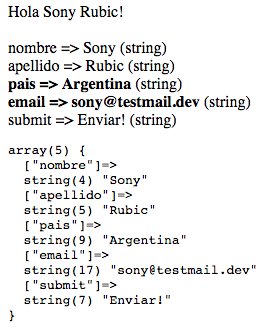 Hola Sony Rubic!
nombre => Sony (string)
apellido => Rubic (string)
pais => Argentina (string)
email => sony@testmail.dev (string)
submit => Enviar! (string)
array(5) {
["nombre"]=>
string(4) "Sony"
["apellido"]=>
string(5) "Rubic"
["pais"]=>
string(9) "Argentina"
["email"]=>
string(17) "sony@testmail.dev"
["submit"]=>
string(7) "Enviar!"
}